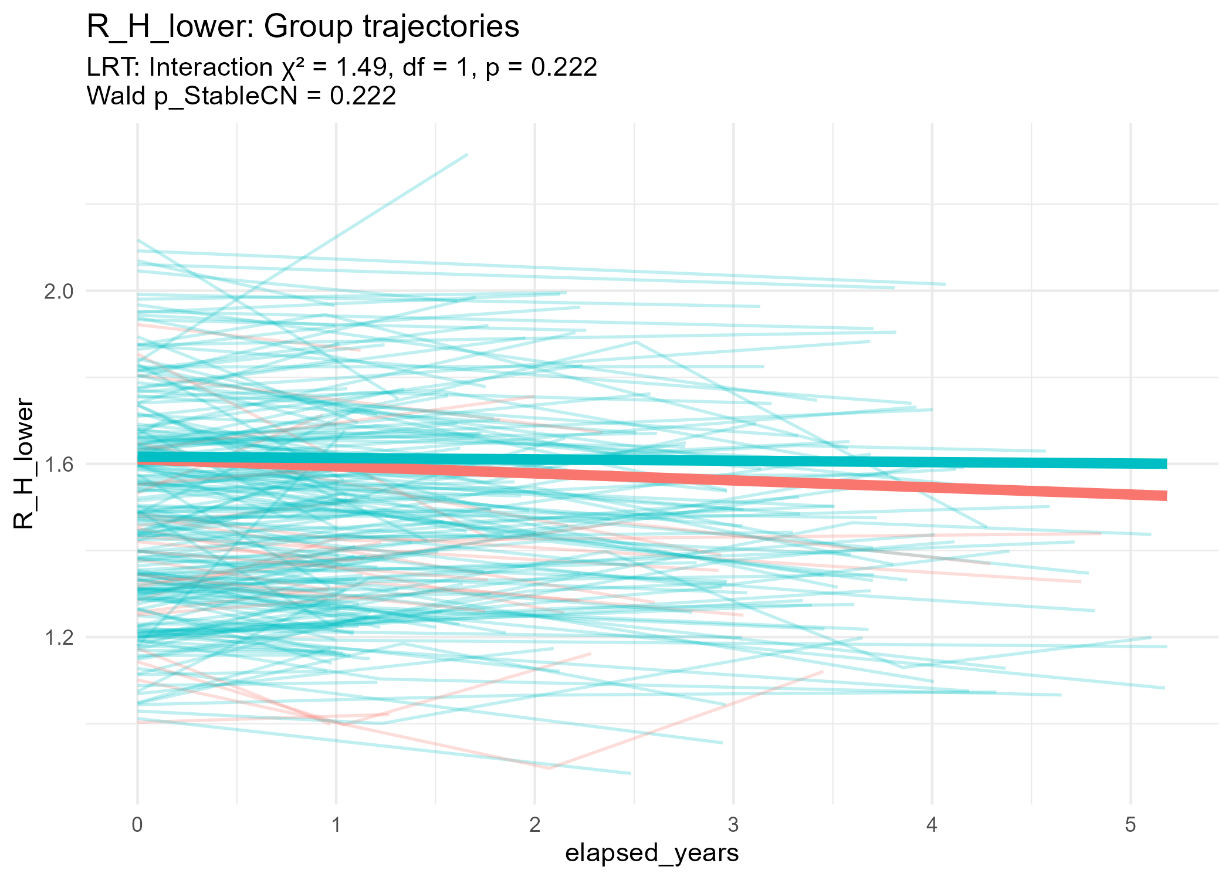 R_H_lower: Group trajectories
LRT: Interaction χ² = 1.49, df = 1, p = 0.222
Wald p_StableCN = 0.222
R_H_lower
2.0
1.6
1.2
0
1
2
3
4
5
elapsed_years